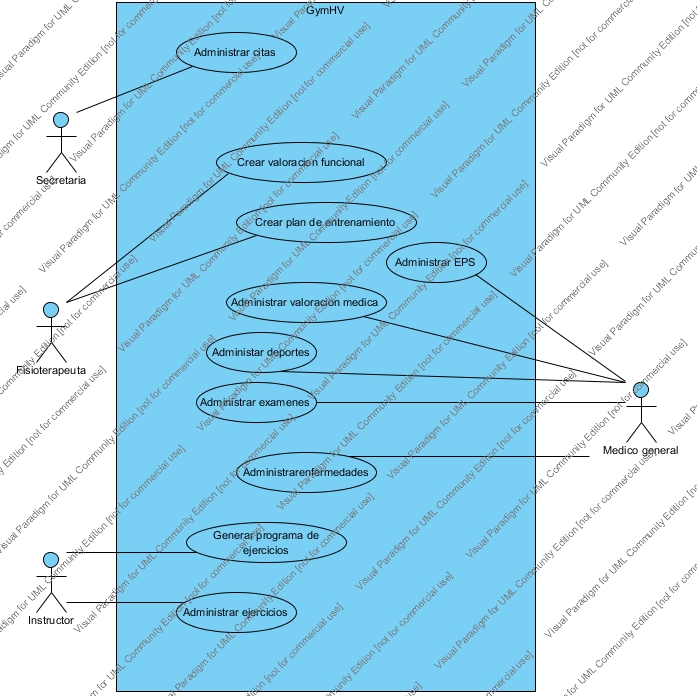 GymHV
Administrar citas
Secretaria
Crear valoracion funcional
Crear plan de entrenamiento
Administrar EPS
Administrar valoracion medica
Fisioterapeuta
Administar deportes
Administrar examenes
Medico general
Administrarenfermedades
Generar programa de
ejercicios
Instructor
Administrar ejercicios
Visual Paradigm for UML Community Edition [not for commercial use]